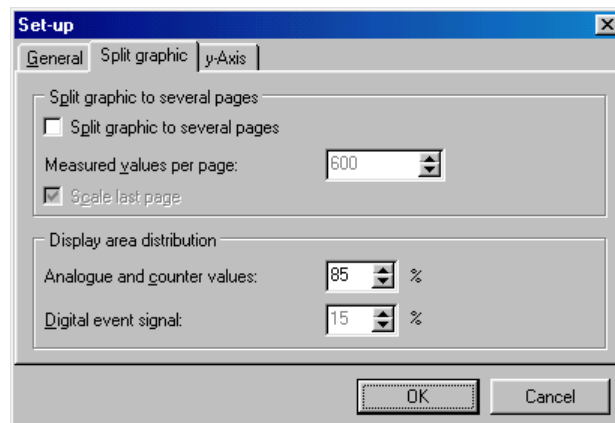 Set-up
General Split graphic y-Axis
Split graphic to several pages
Split graphic to several pages
Measured values per page: 600
Scale last page
Display area distribution
Analogue and counter values: 85 %
Digital event signal: 15 %
OK Cancel